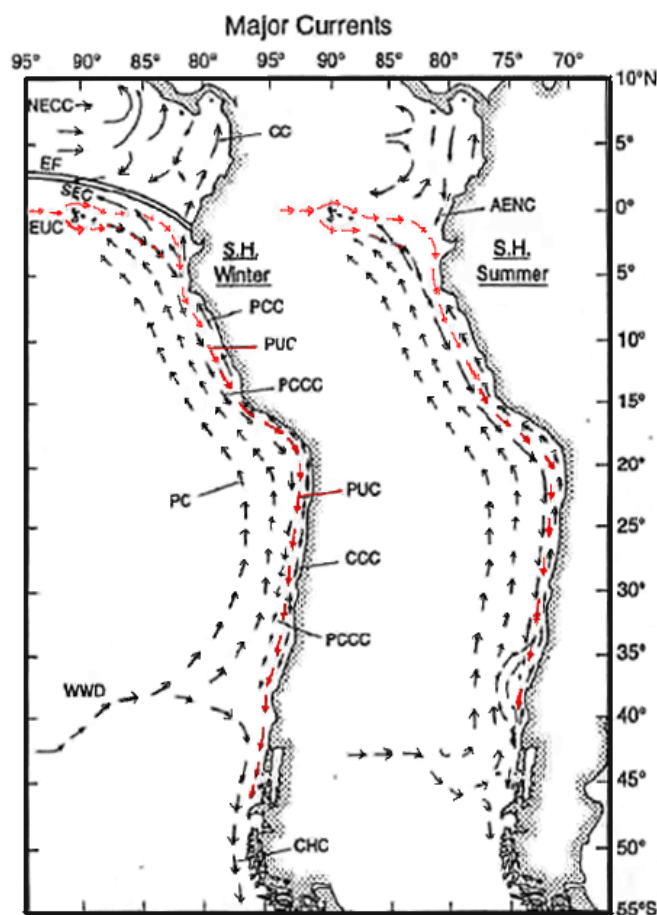 Major Currents
95° 90° 85° 80° 95° 90° 85° 80° 75° 70°
10°N
NECC
CC
5°
EF
SEC
AENC
0°
EUC
S.H.
Winter
S.H.
Summer
5°
PCC
PUC
10°
PCCC
15°
20°
PC
PUC
25°
CCC
30°
PCCC
35°
WWD
40°
45°
CHC
50°
55°S